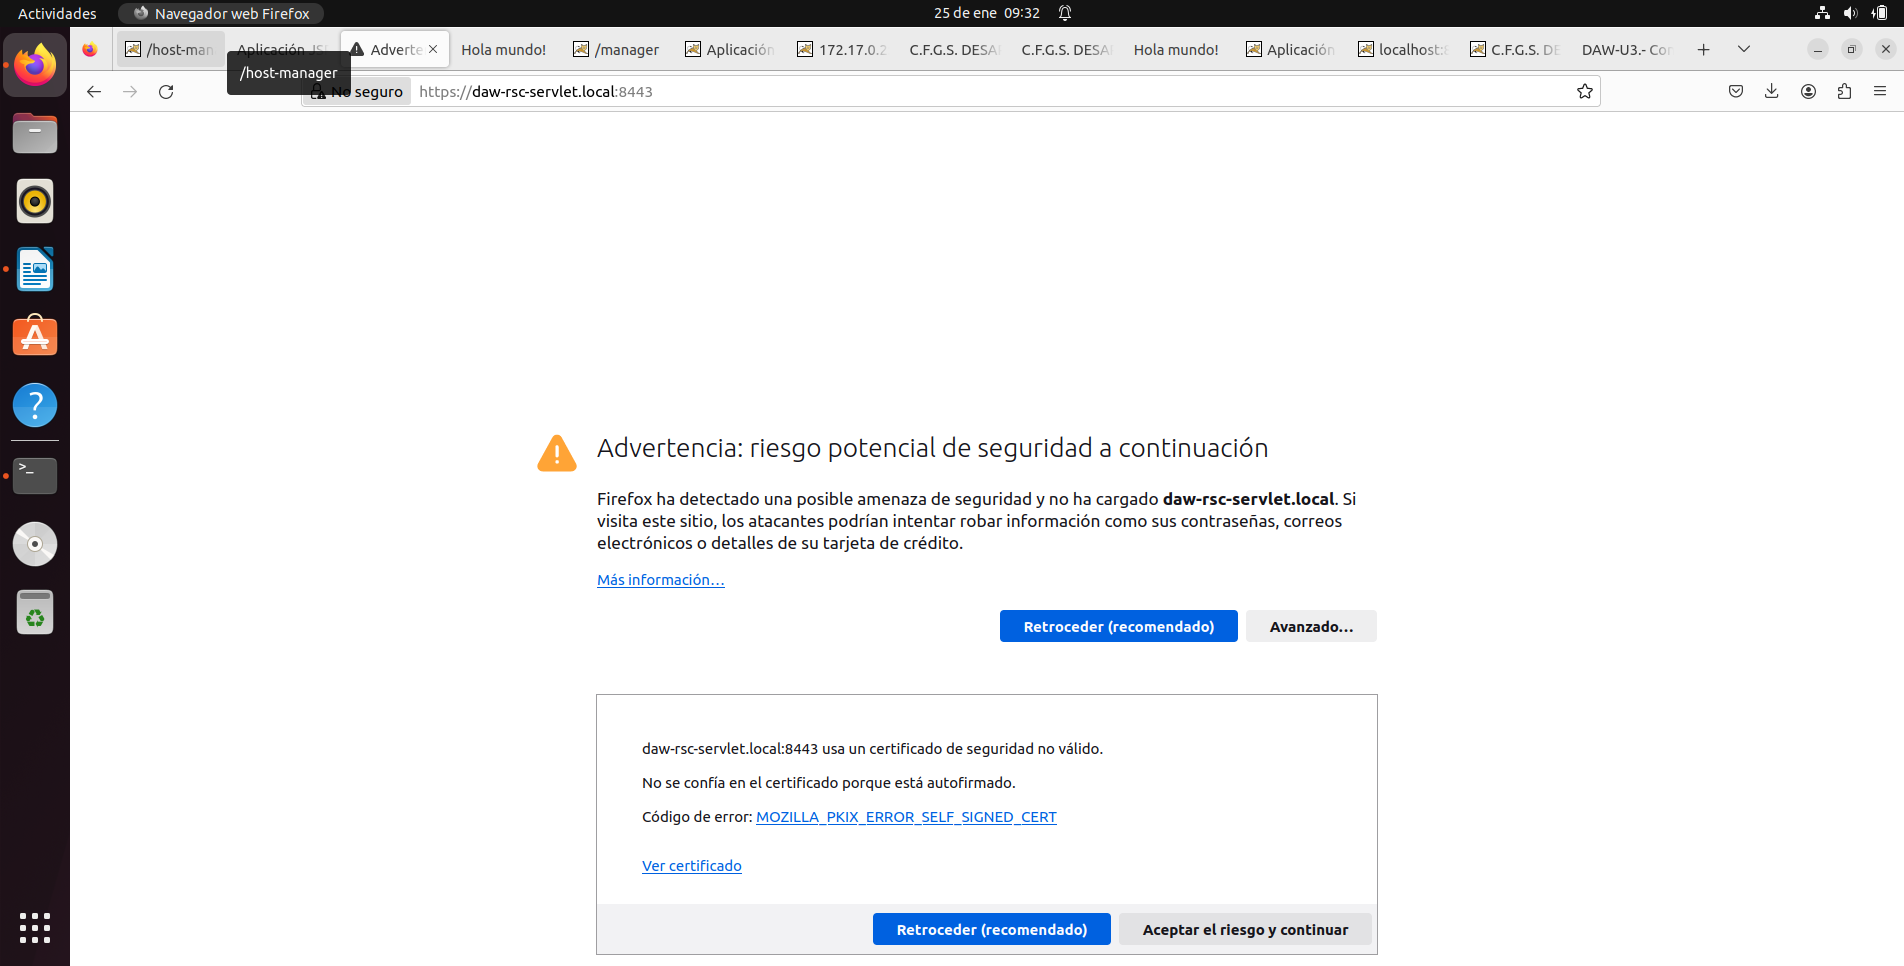 Actividades
Navegador web Firefox
25 de ene 09:32
/host-man
Aplicación JS
Adverte
Hola mundo!
/manager
Aplicación
172.17.0.2
C.F.G.S. DESA
C.F.G.S. DESA
Hola mundo!
Aplicación
localhost:8
C.F.G.S. DE
DAW-U3.- Con
/host-manager
No seguro
https://daw-rsc-servlet.local:8443
Advertencia: riesgo potencial de seguridad a continuación
Firefox ha detectado una posible amenaza de seguridad y no ha cargado daw-rsc-servlet.local. Si
visita este sitio, los atacantes podrían intentar robar información como sus contraseñas, correos
electrónicos o detalles de su tarjeta de crédito.
Más información…
Retroceder (recomendado)
Avanzado…
daw-rsc-servlet.local:8443 usa un certificado de seguridad no válido.
No se confía en el certificado porque está autofirmado.
Código de error: MOZILLA_PKIX_ERROR_SELF_SIGNED_CERT
Ver certificado
Retroceder (recomendado)
Aceptar el riesgo y continuar